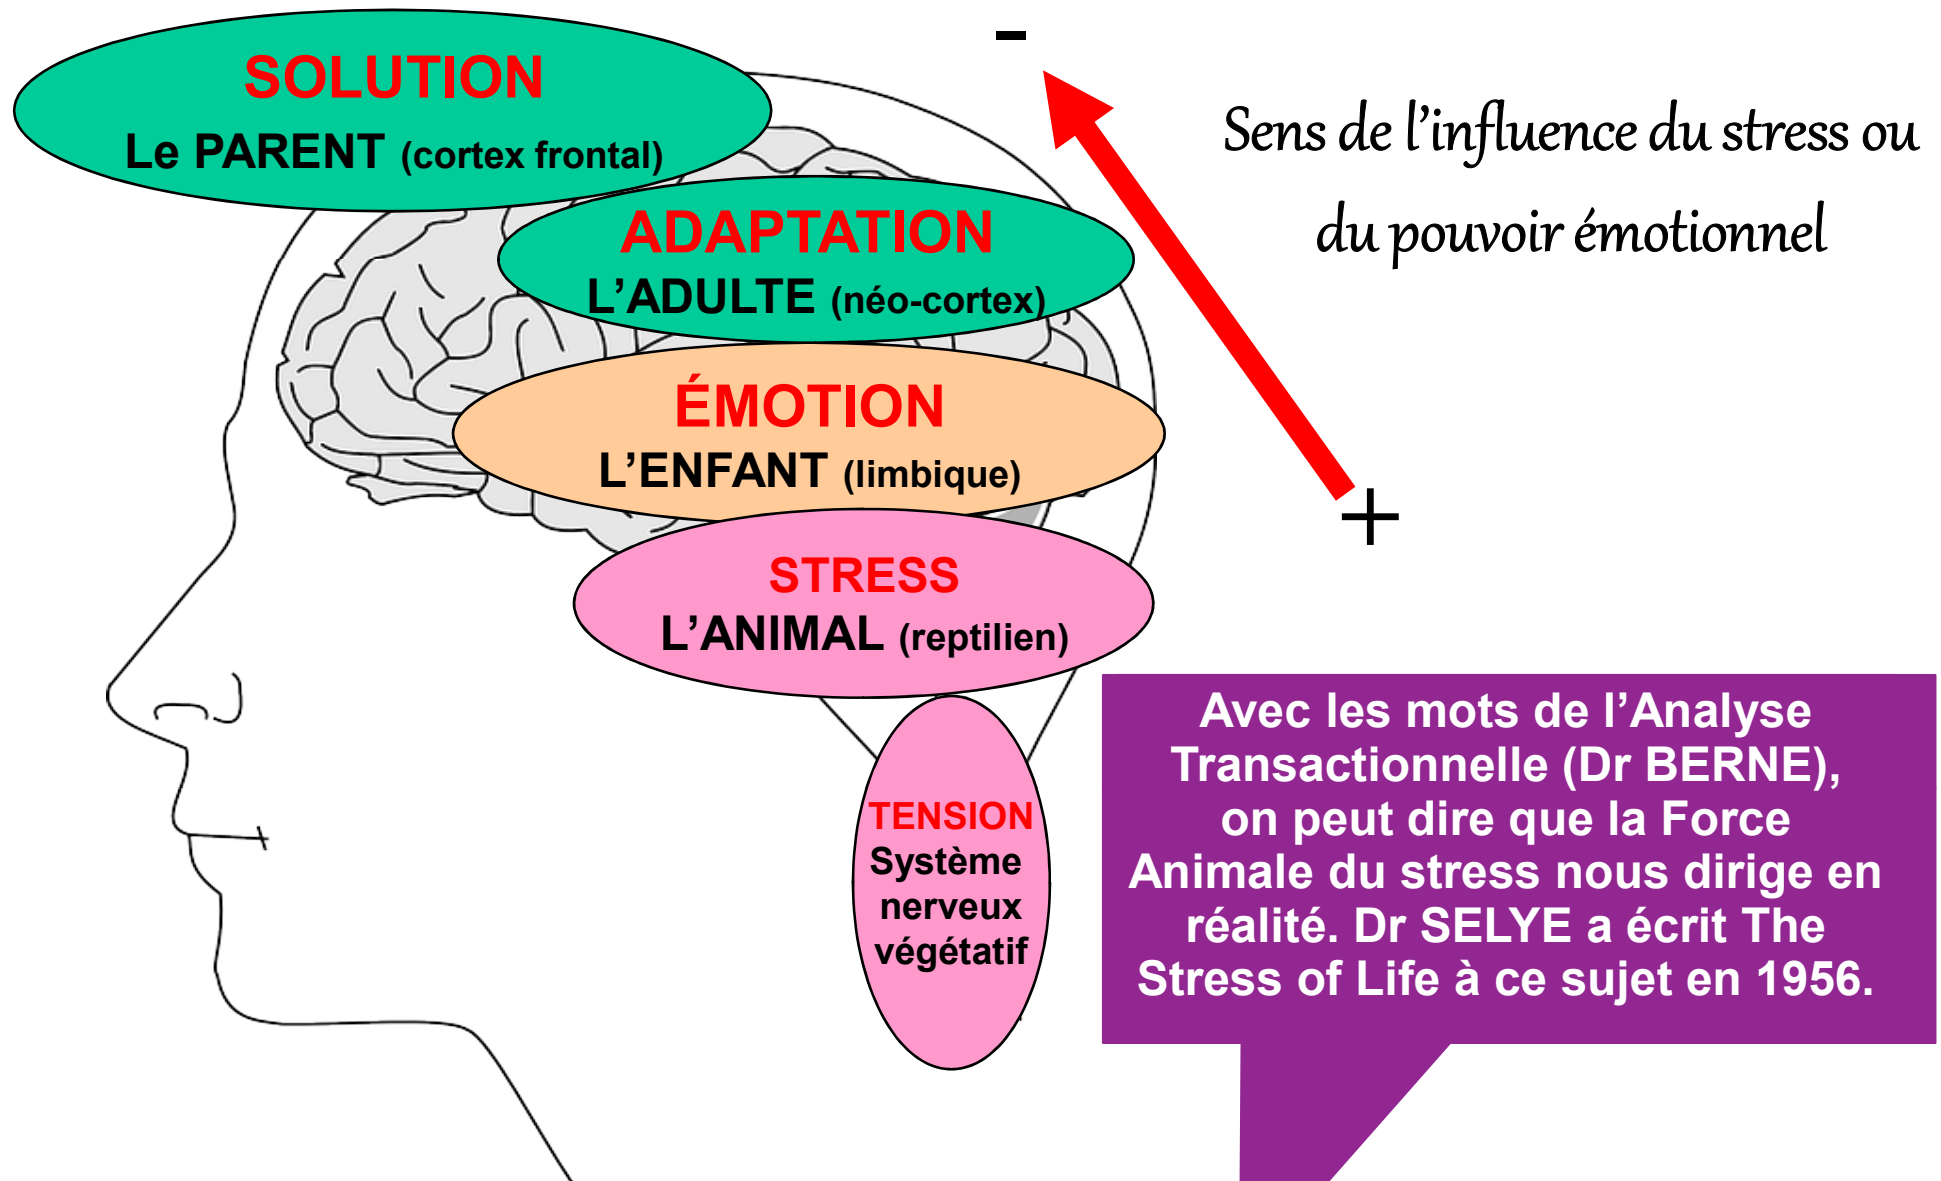 SOLUTION
Le PARENT (cortex frontal)
ADAPTATION
L’ADULTE (néo-cortex)
ÉMOTION
L’ENFANT (limbique)
STRESS
L’ANIMAL (reptilien)
TENSION
Système
nerveux
végétatif
-
Sens de l’influence du stress ou
du pouvoir émotionnel
+
Avec les mots de l’Analyse
Transactionnelle (Dr BERNE),
on peut dire que la Force
Animale du stress nous dirige en
réalité. Dr SELYE a écrit The
Stress of Life à ce sujet en 1956.